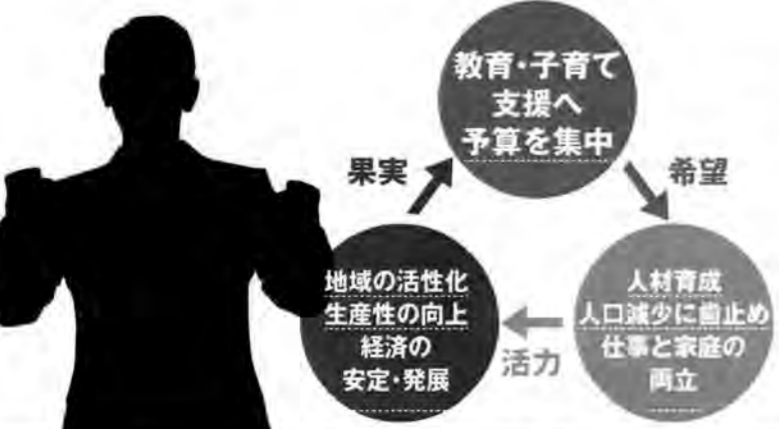 教育・子育て
支援へ
予算を集中
果実
希望
地域の活性化
生産性の向上
経済の
安定・発展
人材育成
人口減少に歯止め
仕事と家庭の
両立
活力